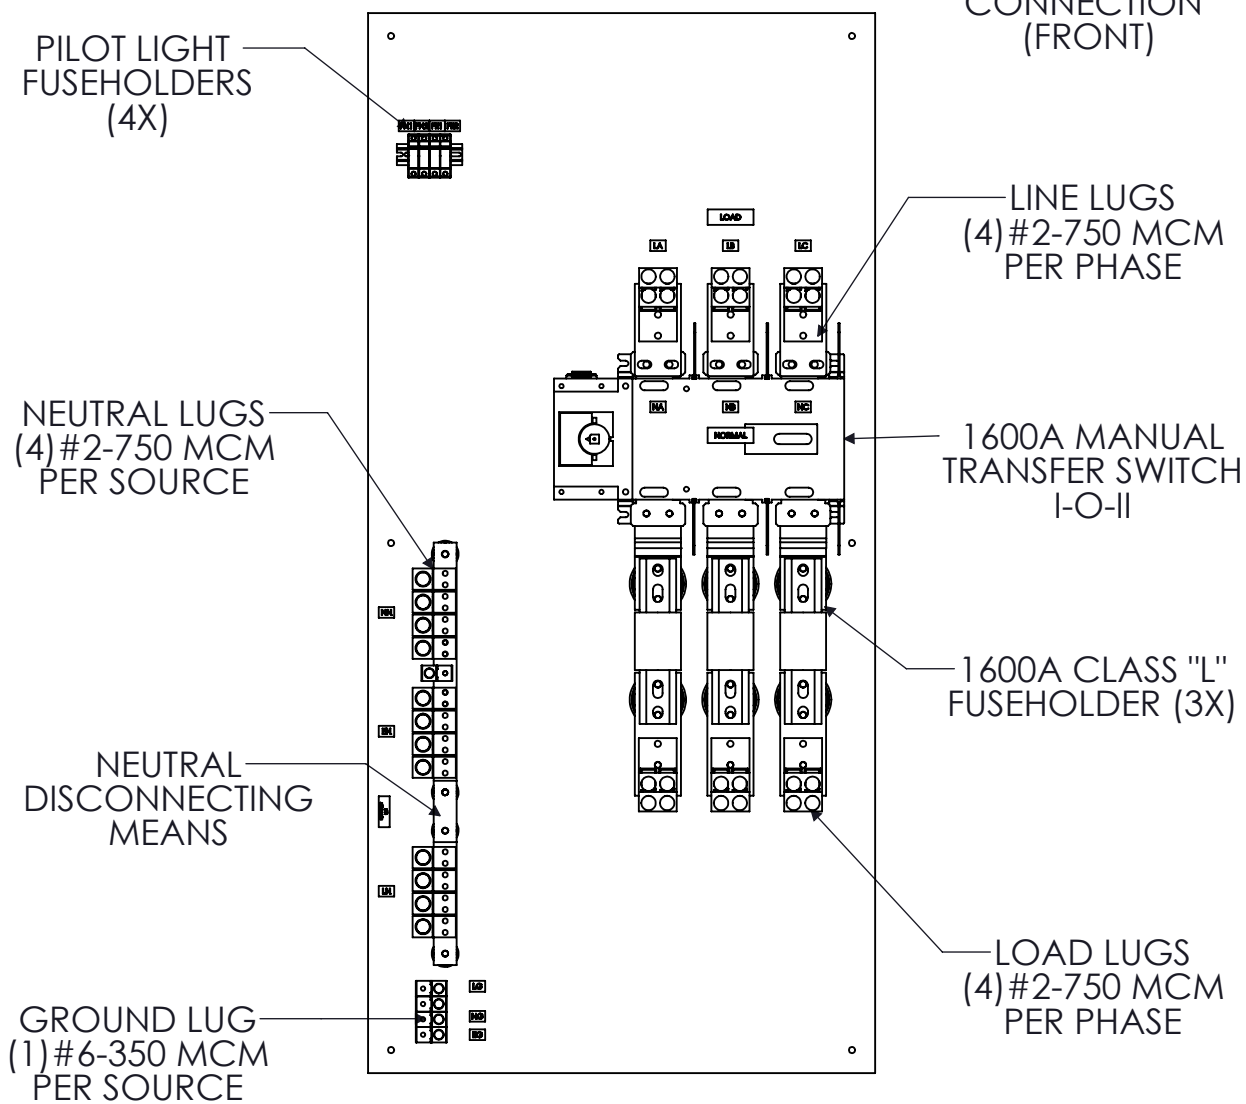 CONNECTION
(FRONT)
PILOT LIGHT
FUSEHOLDERS
(4X)
LOAD
LA LB LC
LINE LUGS
(4)#2-750 MCM
PER PHASE
NEUTRAL LUGS
(4)#2-750 MCM
PER SOURCE
NA NB NC
NORMAL
1600A MANUAL
TRANSFER SWITCH
I-O-II
1600A CLASS "L"
FUSEHOLDER (3X)
NEUTRAL
DISCONNECTING
MEANS
LOAD LUGS
(4)#2-750 MCM
PER PHASE
LG
NG
EG
GROUND LUG
(1)#6-350 MCM
PER SOURCE